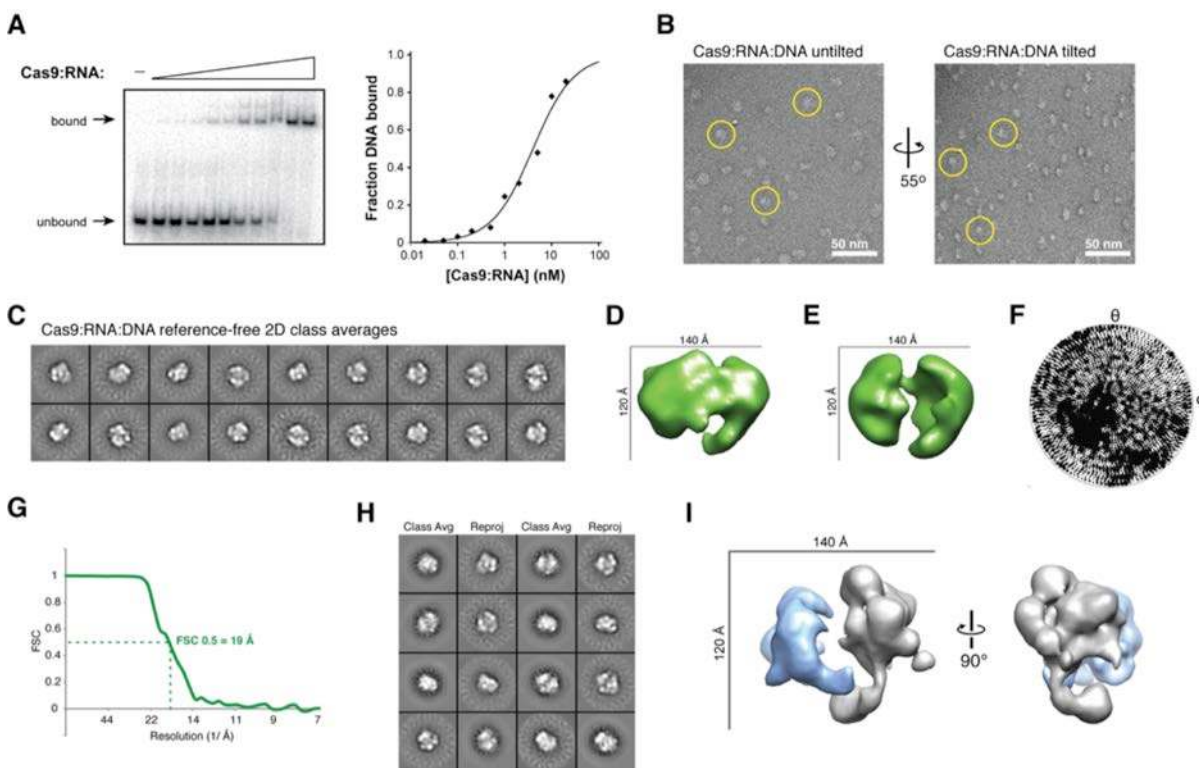 A
Cas9:RNA:
–
bound
unbound
Fraction DNA bound
1.0
0.8
0.6
0.4
0.2
0
0.01 0.1 1 10 100
[Cas9:RNA] (nM)
B
Cas9:RNA:DNA untilted
Cas9:RNA:DNA tilted
55º
50 nm
50 nm
C
Cas9:RNA:DNA reference-free 2D class averages
D
140 Å
120 Å
E
140 Å
120 Å
F
θ
G
FSC
1
0.8
0.6
0.4
0.2
0
FSC 0.5 = 19 Å
44 22 14 11 9 7
Resolution (1/ Å)
H
Class Avg Reproj Class Avg Reproj
I
140 Å
120 Å
90°